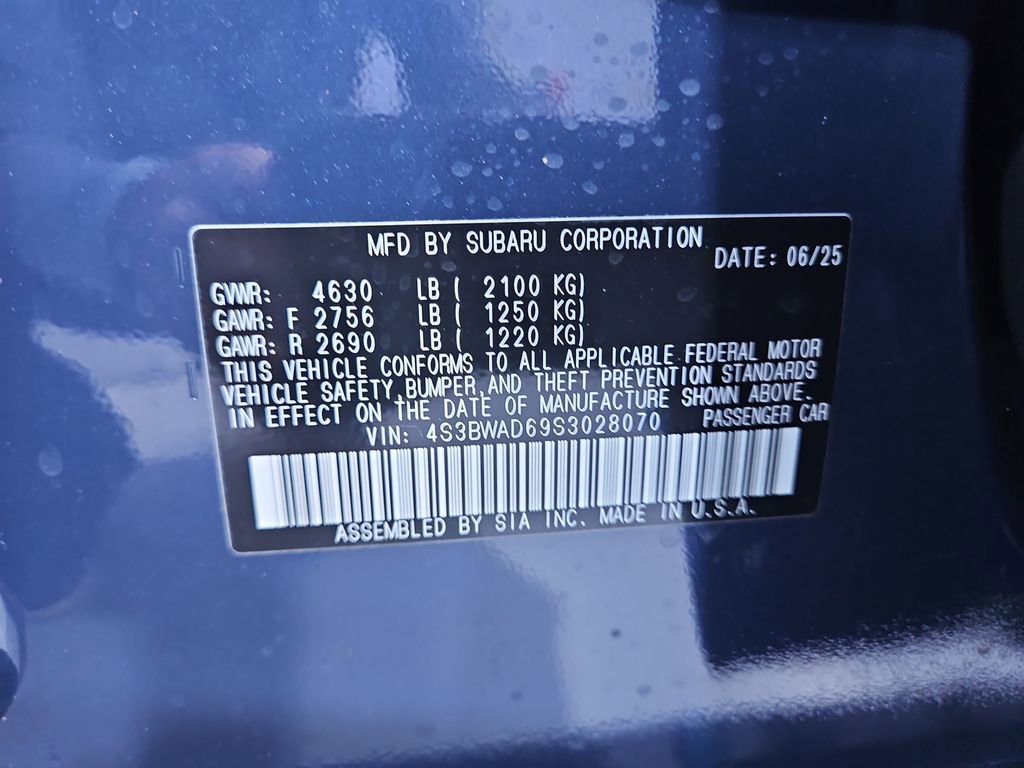 MFD BY SUBARU CORPORATION
DATE: 06/25
GVWR: 4630 LB ( 2100 KG)
GAWR: F 2756 LB ( 1250 KG)
GAWR: R 2690 LB ( 1220 KG)
THIS VEHICLE CONFORMS TO ALL APPLICABLE FEDERAL MOTOR
VEHICLE SAFETY,BUMPER,AND THEFT PREVENTION STANDARDS
IN EFFECT ON THE DATE OF MANUFACTURE SHOWN ABOVE.
VIN: 4S3BWAD69S3028070 PASSENGER CAR
ASSEMBLED BY SIA INC. MADE IN U.S.A.